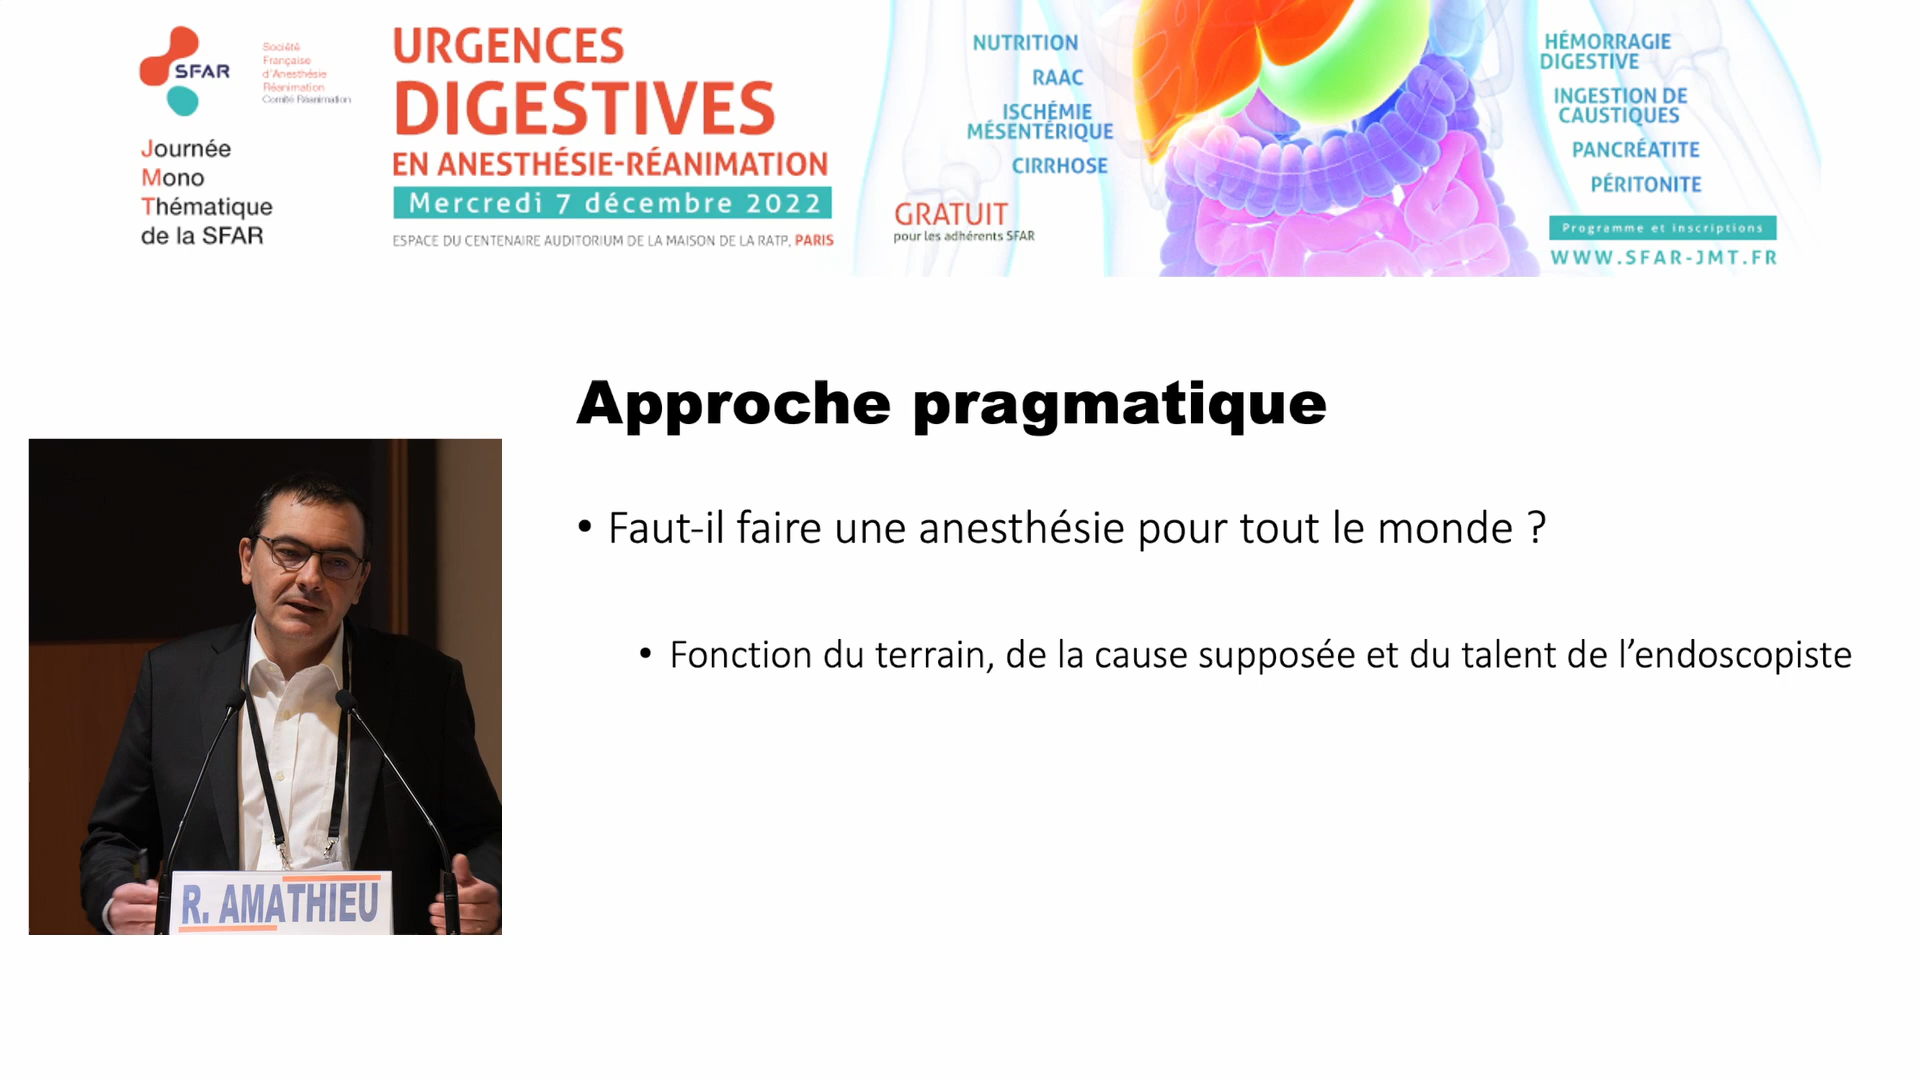 SFAR
Société
Française
d'Anesthésie
Réanimation
Comité Réanimation
Journée
Mono
Thématique
de la SFAR
URGENCES
DIGESTIVES
EN ANESTHÉSIE-RÉANIMATION
Mercredi 7 décembre 2022
ESPACE DU CENTENAIRE AUDITORIUM DE LA MAISON DE LA RATP, PARIS
NUTRITION
RAAC
ISCHÉMIE
MÉSENTÉRIQUE
CIRRHOSE
GRATUIT
pour les adhérents SFAR
HÉMORRAGIE
DIGESTIVE
INGESTION DE
CAUSTIQUES
PANCRÉATITE
PÉRITONITE
Programme et inscriptions
WWW.SFAR-JMT.FR
Approche pragmatique
• Faut-il faire une anesthésie pour tout le monde ?
• Fonction du terrain, de la cause supposée et du talent de l’endoscopiste
R. AMATHIEU